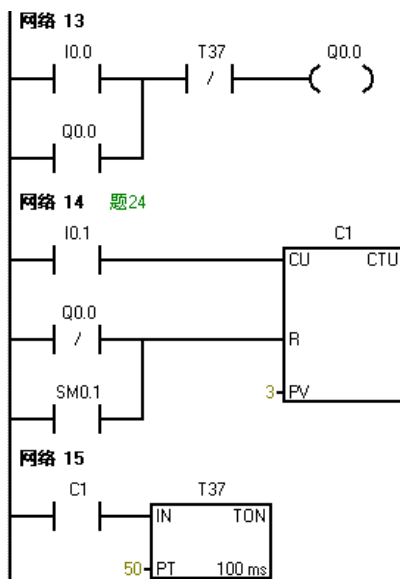 网络 13
I0.0 T37 Q0.0
/
Q0.0
网络 14 题24
I0.1 C1
CU CTU
Q0.0
/ R
SM0.1
3 PV
网络 15
C1 T37
IN TON
50 PT 100 ms